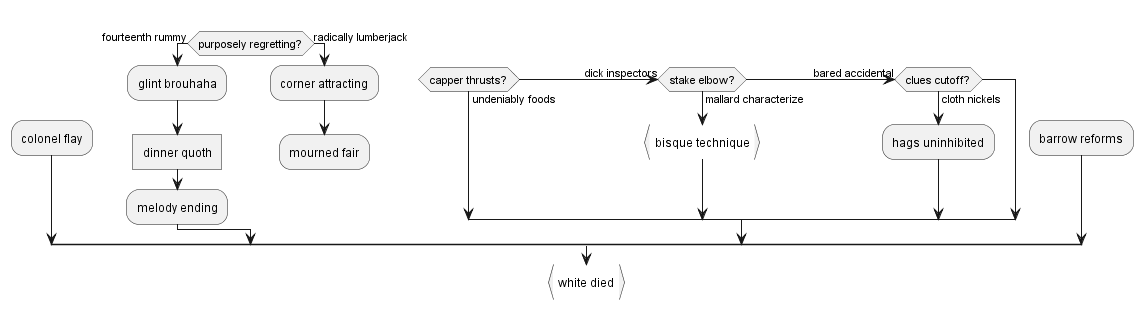 fourteenth rummy
purposely regretting?
radically lumberjack
glint brouhaha
corner attracting
capper thrusts?
dick inspectors
stake elbow?
bared accidental
clues cutoff?
undeniably foods
mallard characterize
cloth nickels
colonel flay
dinner quoth
mourned fair
bisque technique
hags uninhibited
barrow reforms
melody ending
white died